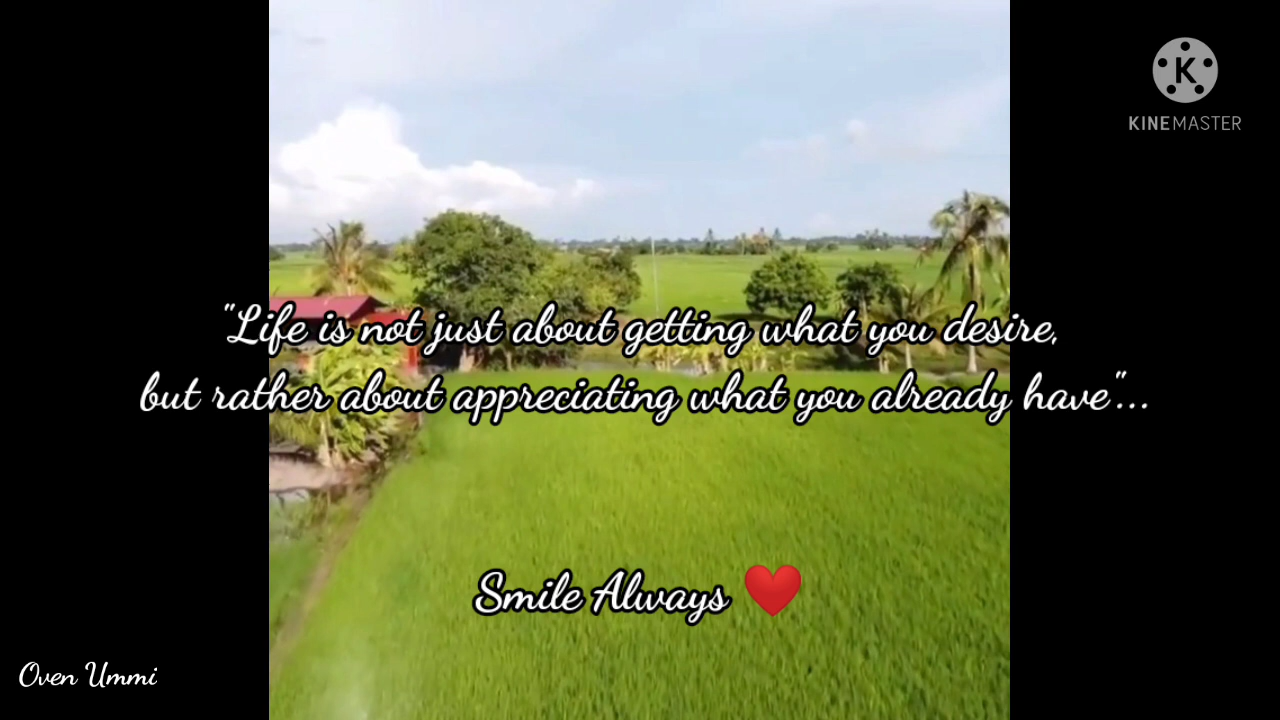 KINEMASTER
"Life is not just about getting what you desire,
but rather about appreciating what you already have"...
Smile Always ❤️
Oven Ummi